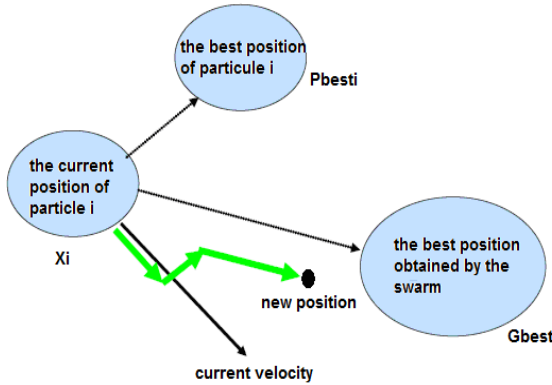 the best position
of particule i
Pbesti
the current
position of
particle i
Xi
the best position
obtained by the
swarm
Gbest
new position
current velocity